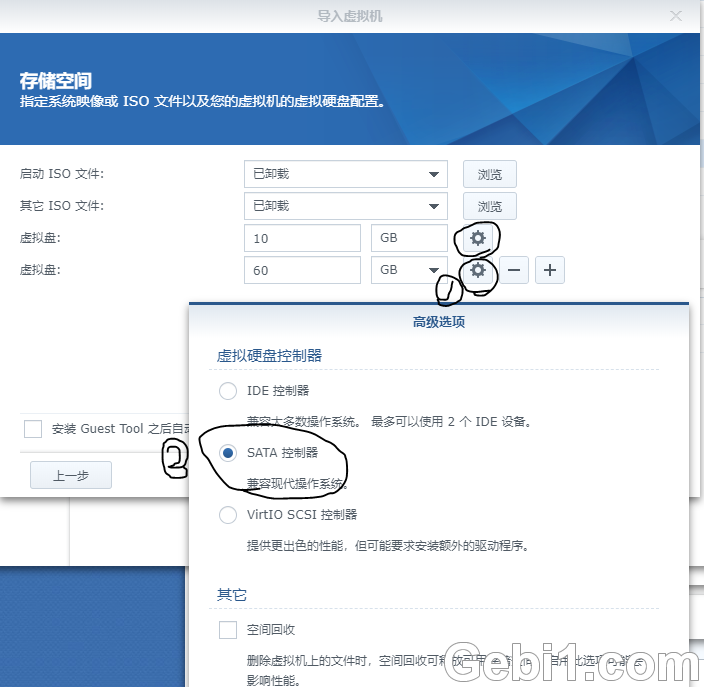 导入虚拟机
存储空间
指定系统映像或 ISO 文件以及您的虚拟机的虚拟硬盘配置。
启动 ISO 文件: 已卸载 浏览
其它 ISO 文件: 已卸载 浏览
虚拟盘: 10 GB
虚拟盘: 60 GB
1
高级选项
虚拟硬盘控制器
IDE 控制器
兼容大多数操作系统。 最多可以使用 2 个 IDE 设备。
安装 Guest Tool 之后自动
2
SATA 控制器
兼容现代操作系统。
上一步
VirtIO SCSI 控制器
提供更出色的性能，但可能要求安装额外的驱动程序。
其它
空间回收
删除虚拟机上的文件时，空间回收可释放可用
影响性能。
Gebi1.com